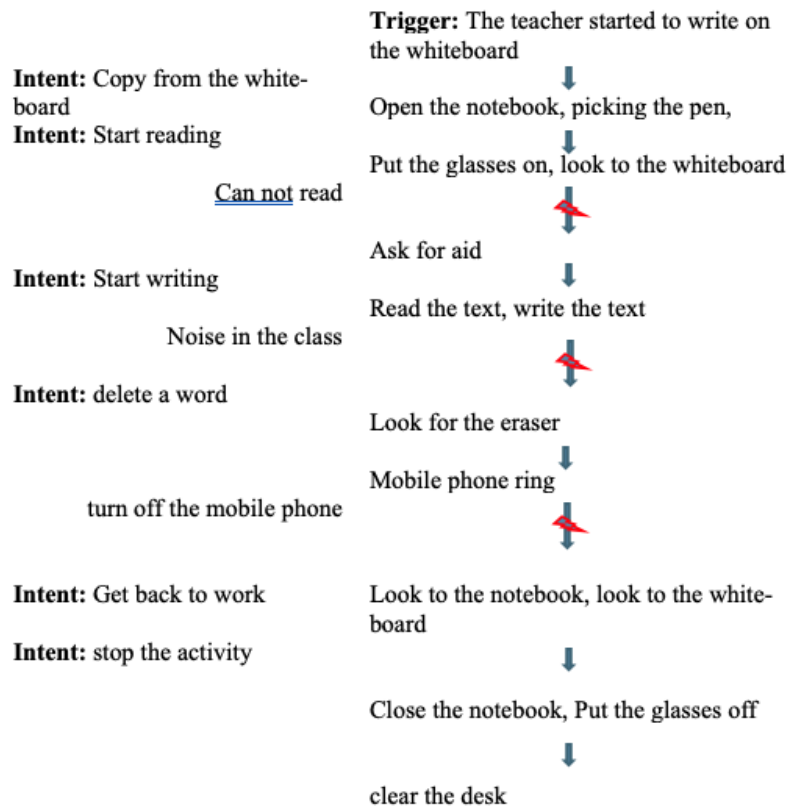 Trigger: The teacher started to write on
the whiteboard
Intent: Copy from the white-
board
Open the notebook, picking the pen,
Intent: Start reading
Put the glasses on, look to the whiteboard
Can not read
Ask for aid
Intent: Start writing
Read the text, write the text
Noise in the class
Intent: delete a word
Look for the eraser
Mobile phone ring
turn off the mobile phone
Intent: Get back to work
Look to the notebook, look to the white-
board
Intent: stop the activity
Close the notebook, Put the glasses off
clear the desk